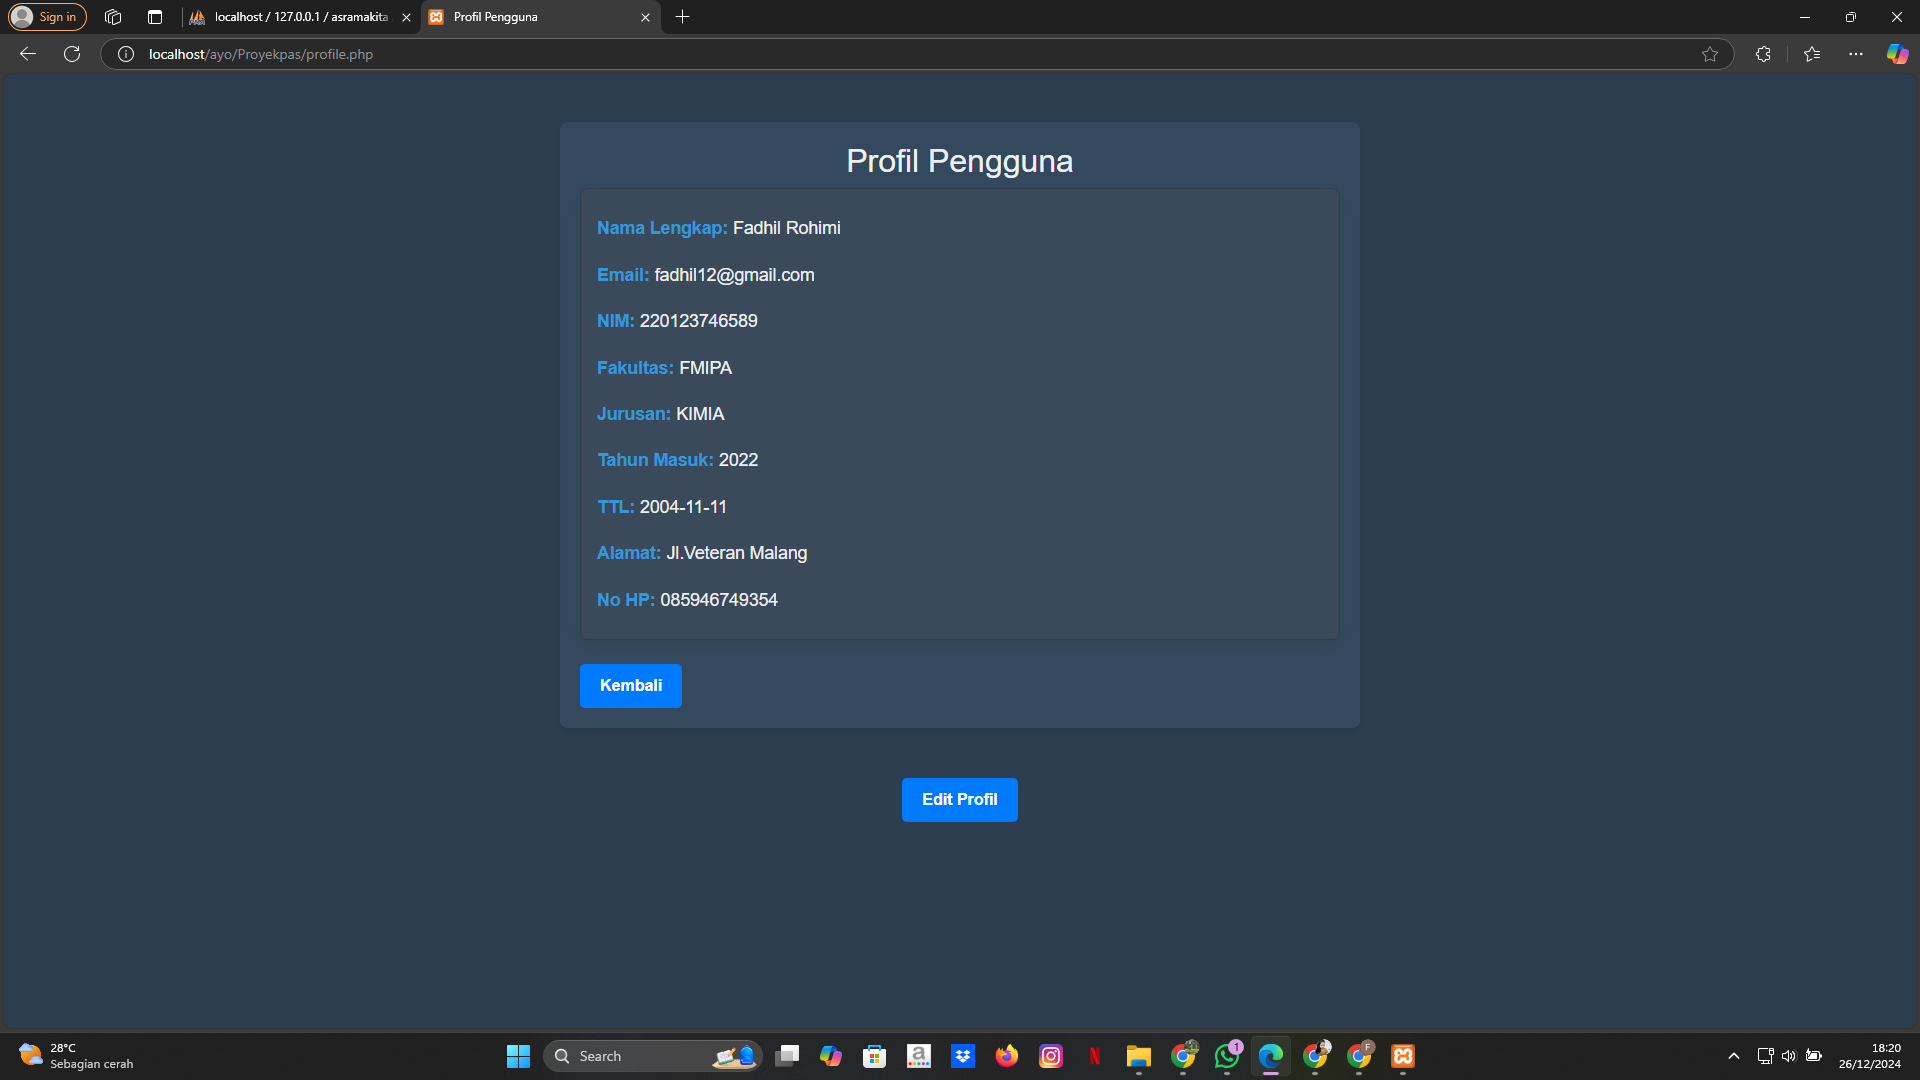 Sign in
localhost / 127.0.0.1 / asramakita
Profil Pengguna
localhost/ayo/Proyekpas/profile.php
Profil Pengguna
Nama Lengkap: Fadhil Rohimi
Email: fadhil12@gmail.com
NIM: 220123746589
Fakultas: FMIPA
Jurusan: KIMIA
Tahun Masuk: 2022
TTL: 2004-11-11
Alamat: Jl.Veteran Malang
No HP: 085946749354
Kembali
Edit Profil
28°C
Sebagian cerah
Search
a
N
1
F
18:20
26/12/2024